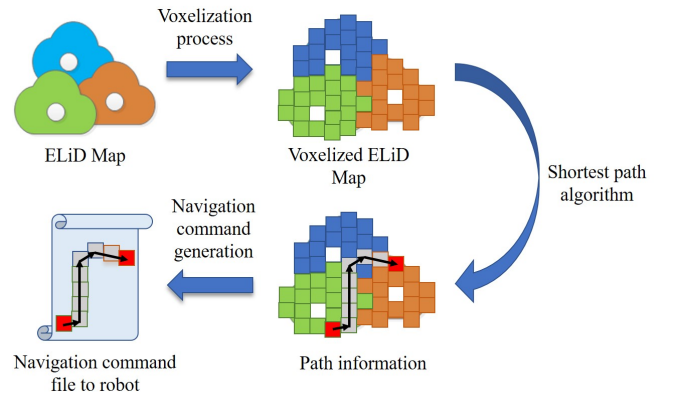 Voxelization
process
ELiD Map
Voxelized ELiD
Map
Shortest path
algorithm
Navigation
command
generation
Navigation command
file to robot
Path information